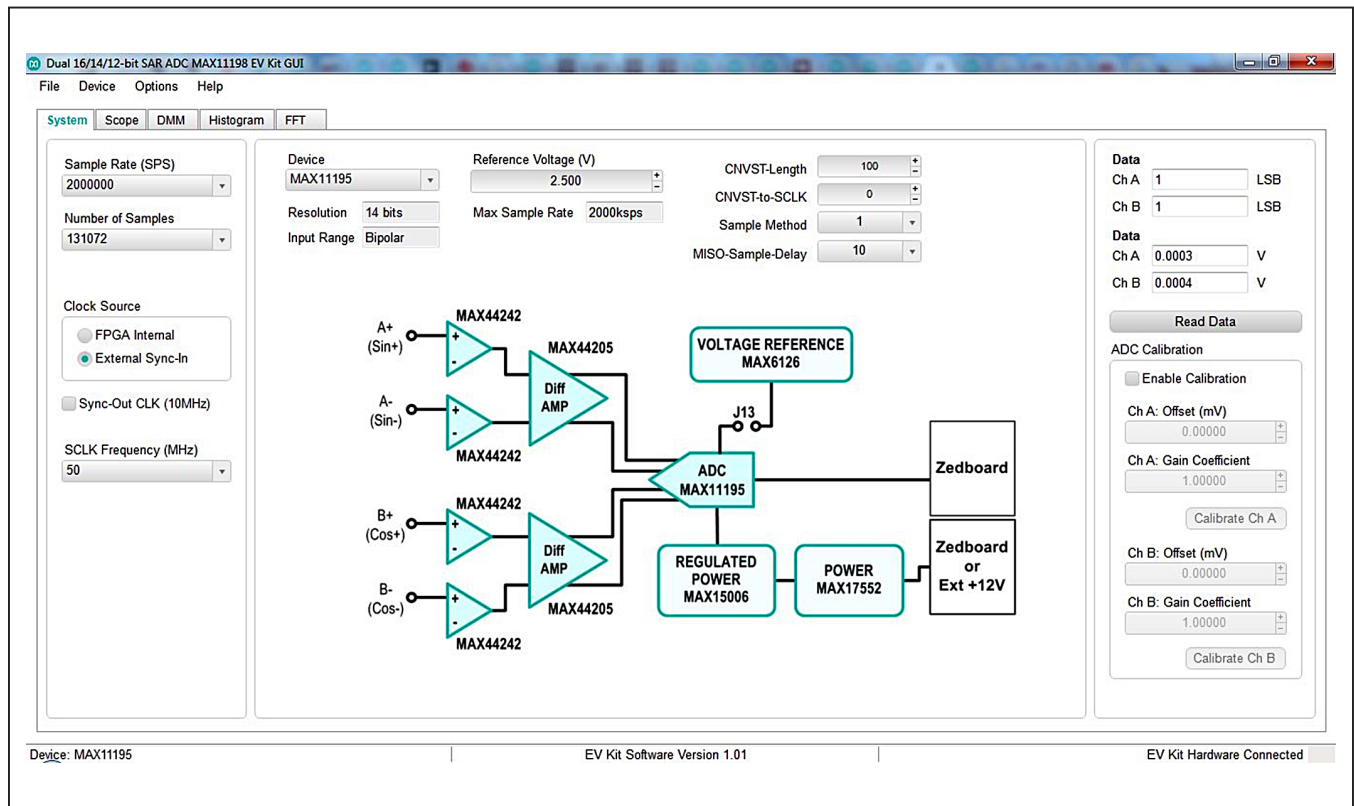 Dual 16/14/12-bit SAR ADC MAX11198 EV Kit GUI
File Device Options Help
System Scope DMM Histogram FFT
Sample Rate (SPS)
2000000
Number of Samples
131072
Clock Source
FPGA Internal
External Sync-In
Sync-Out CLK (10MHz)
SCLK Frequency (MHz)
50
Device
MAX11195
Resolution 14 bits
Input Range Bipolar
Reference Voltage (V)
2.500
Max Sample Rate 2000ksps
CNVST-Length 100
CNVST-to-SCLK 0
Sample Method 1
MISO-Sample-Delay 10
A+
(Sin+)
+
-
MAX44242
A-
(Sin-)
+
-
MAX44242
MAX44205
Diff
AMP
B+
(Cos+)
+
-
MAX44242
B-
(Cos-)
+
-
MAX44242
Diff
AMP
MAX44205
VOLTAGE REFERENCE
MAX6126
J13
ADC
MAX11195
REGULATED
POWER
MAX15006
POWER
MAX17552
Zedboard
Zedboard
or
Ext +12V
Data
Ch A 1 LSB
Ch B 1 LSB
Data
Ch A 0.0003 V
Ch B 0.0004 V
Read Data
ADC Calibration
Enable Calibration
Ch A: Offset (mV)
0.00000
Ch A: Gain Coefficient
1.00000
Calibrate Ch A
Ch B: Offset (mV)
0.00000
Ch B: Gain Coefficient
1.00000
Calibrate Ch B
Device: MAX11195
EV Kit Software Version 1.01
EV Kit Hardware Connected